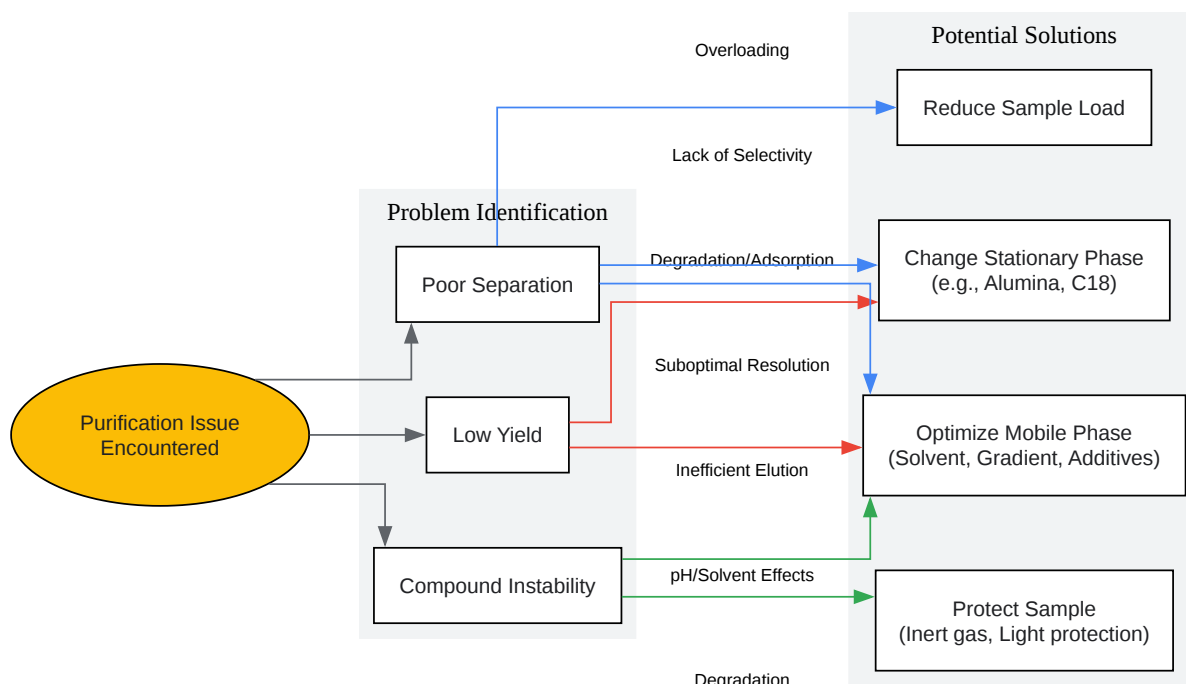 Potential Solutions
Overloading
Reduce Sample Load
Lack of Selectivity
Problem Identification
Poor Separation
Degradation/Adsorption
Change Stationary Phase
(e.g., Alumina, C18)
Suboptimal Resolution
Purification Issue
Encountered
Low Yield
Optimize Mobile Phase
(Solvent, Gradient, Additives)
Inefficient Elution
Compound Instability
pH/Solvent Effects
Protect Sample
(Inert gas, Light protection)
Degradation